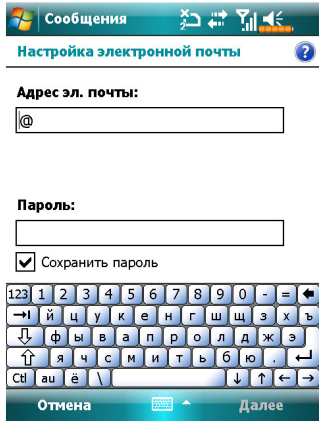 Сообщения
Настройка электронной почты
?
Адрес эл. почты:
@
Пароль:
Сохранить пароль
123 1 2 3 4 5 6 7 8 9 0 - =
й ц у к е н г ш щ з х ъ
ф ы в а п р о л д ж э
я ч с м и т ь б ю .
Ctl au ё \
Отмена Далее